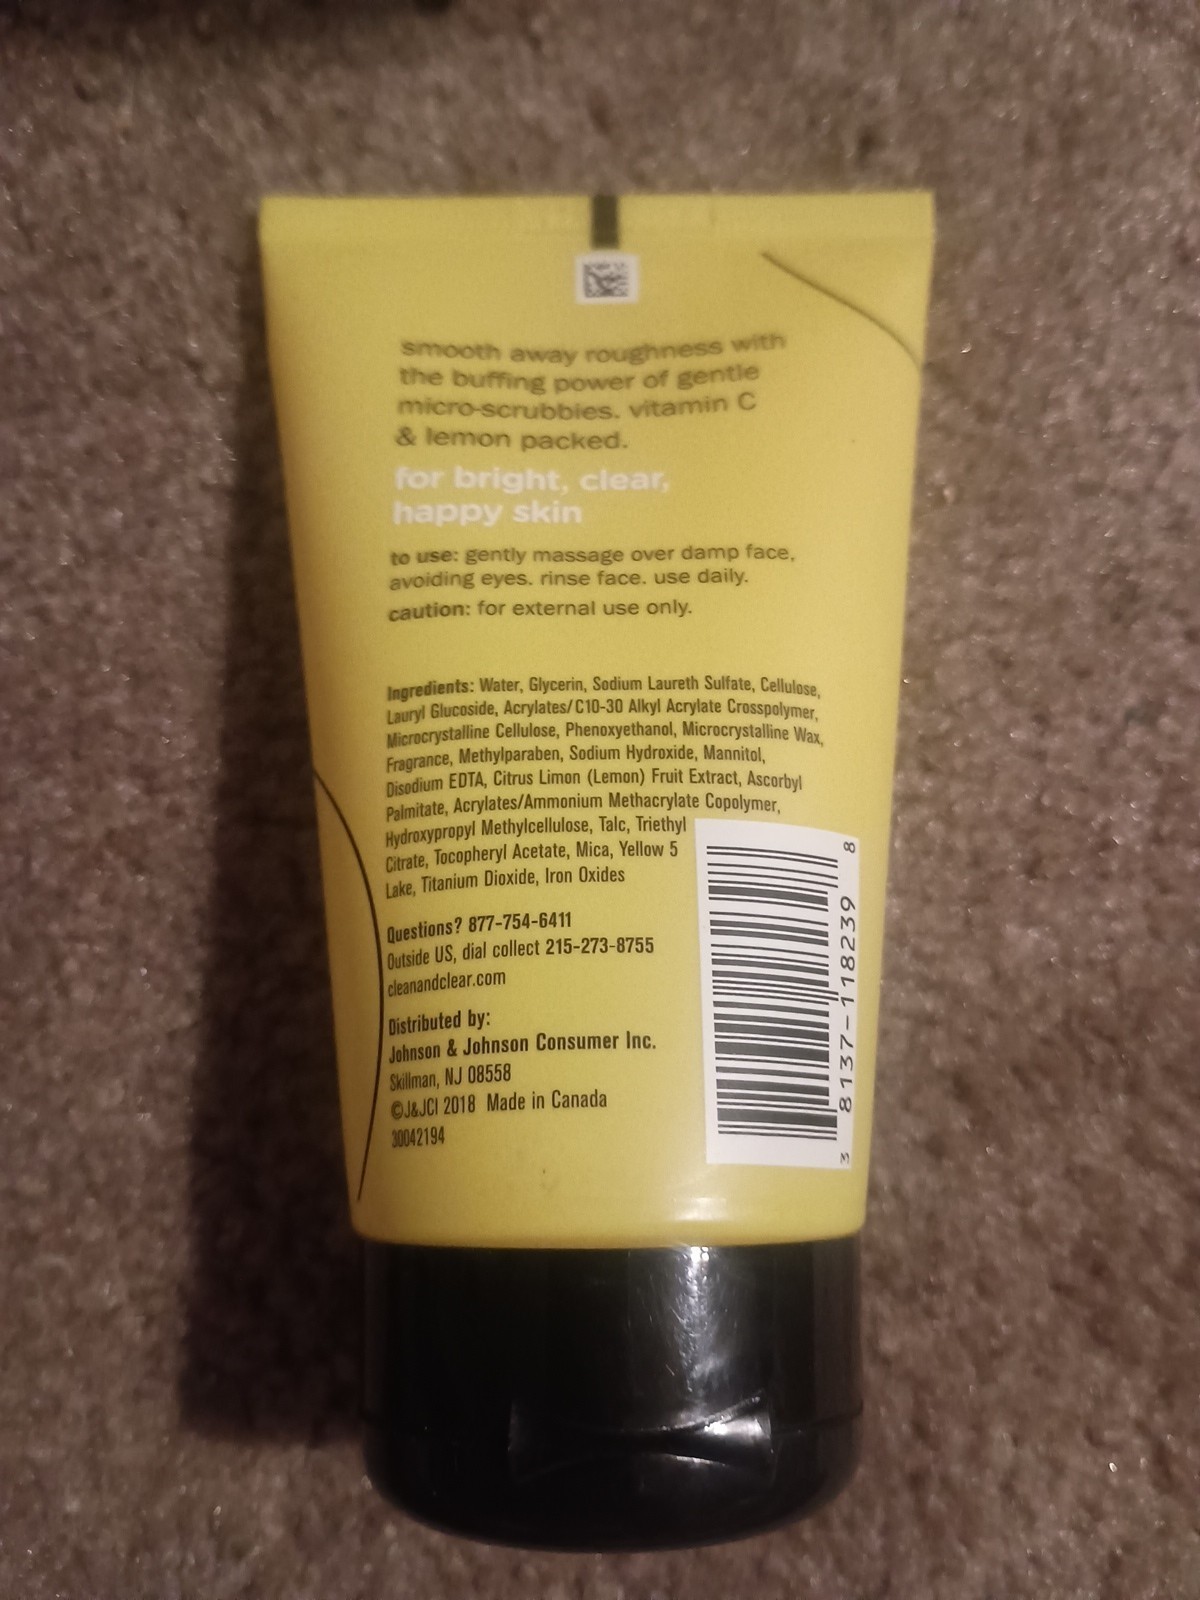 smooth away roughness with
the buffing power of gentle
micro-scrubbies. vitamin C
& lemon packed.
for bright, clear,
happy skin
to use: gently massage over damp face,
avoiding eyes. rinse face. use daily.
caution: for external use only.
Ingredients: Water, Glycerin, Sodium Laureth Sulfate, Cellulose,
Lauryl Glucoside, Acrylates/C10-30 Alkyl Acrylate Crosspolymer,
Microcrystalline Cellulose, Phenoxyethanol, Microcrystalline Wax,
Fragrance, Methylparaben, Sodium Hydroxide, Mannitol,
Disodium EDTA, Citrus Limon (Lemon) Fruit Extract, Ascorbyl
Palmitate, Acrylates/Ammonium Methacrylate Copolymer,
Hydroxypropyl Methylcellulose, Talc, Triethyl
Citrate, Tocopheryl Acetate, Mica, Yellow 5
Lake, Titanium Dioxide, Iron Oxides
Questions? 877-754-6411
Outside US, dial collect 215-273-8755
cleanandclear.com
Distributed by:
Johnson & Johnson Consumer Inc.
Skillman, NJ 08558
©J&JCI 2018 Made in Canada
30042194
3 8137-118239 8